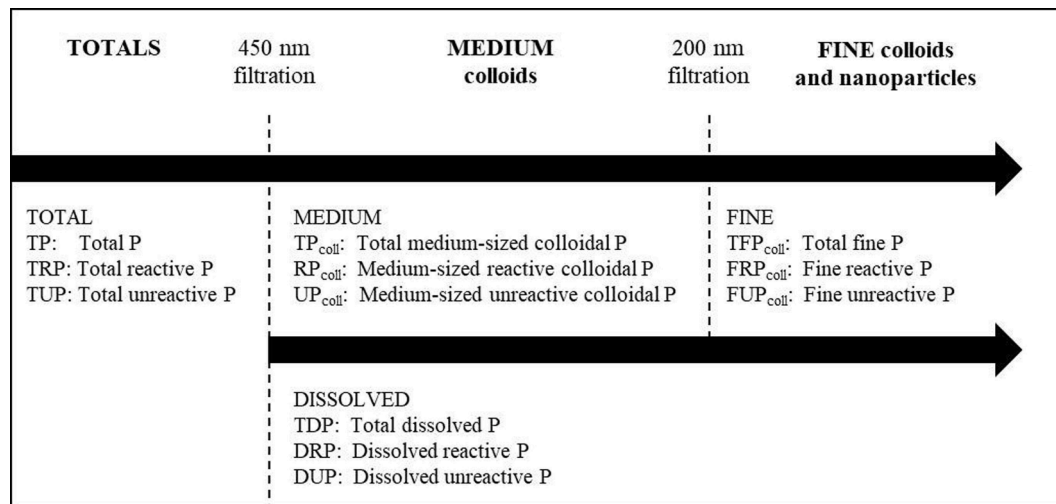 TOTALS
450 nm
filtration
MEDIUM
colloids
200 nm
filtration
FINE colloids
and nanoparticles
TOTAL
TP: Total P
TRP: Total reactive P
TUP: Total unreactive P
MEDIUM
TPcoll: Total medium-sized colloidal P
RPcoll: Medium-sized reactive colloidal P
UPcoll: Medium-sized unreactive colloidal P
FINE
TFPcoll: Total fine P
FRPcoll: Fine reactive P
FUPcoll: Fine unreactive P
DISSOLVED
TDP: Total dissolved P
DRP: Dissolved reactive P
DUP: Dissolved unreactive P